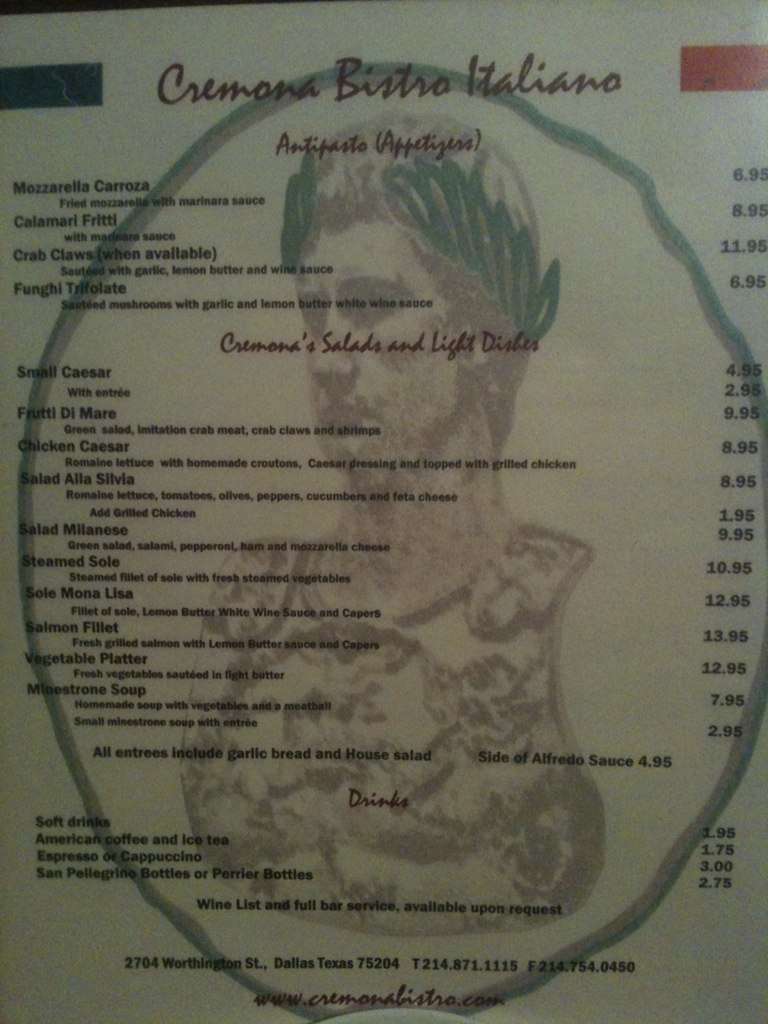 Cremona Bistro Italiano
Antipasto (Appetizers)
Mozzarella Carroza 6.95
Fried mozzarella with marinara sauce
Calamari Fritti 8.95
with marinara sauce
Crab Claws (when available) 11.95
Sautéed with garlic, lemon butter and wine sauce
Funghi Trifolate 6.95
Sautéed mushrooms with garlic and lemon butter white wine sauce
Cremona's Salads and Light Dishes
Small Caesar 4.95
With entrée 2.95
Frutti Di Mare 9.95
Green salad, imitation crab meat, crab claws and shrimps
Chicken Caesar 8.95
Romaine lettuce with homemade croutons, Caesar dressing and topped with grilled chicken
Salad Alla Silvia 8.95
Romaine lettuce, tomatoes, olives, peppers, cucumbers and feta cheese
Add Grilled Chicken 1.95
Salad Milanese 9.95
Green salad, salami, pepperoni, ham and mozzarella cheese
Steamed Sole 10.95
Steamed fillet of sole with fresh steamed vegetables
Sole Mona Lisa 12.95
Fillet of sole, Lemon Butter White Wine Sauce and Capers
Salmon Fillet 13.95
Fresh grilled salmon with Lemon Butter sauce and Capers
Vegetable Platter 12.95
Fresh vegetables sautéed in light butter
Minestrone Soup 7.95
Homemade soup with vegetables and a meatball
Small minestrone soup with entrée 2.95
All entrees include garlic bread and House salad Side of Alfredo Sauce 4.95
Drinks
Soft drinks 1.95
American coffee and ice tea 1.75
Espresso or Cappuccino 3.00
San Pellegrino Bottles or Perrier Bottles 2.75
Wine List and full bar service, available upon request
2704 Worthington St., Dallas Texas 75204 T 214.871.1115 F 214.754.0450
www.cremonabistro.com